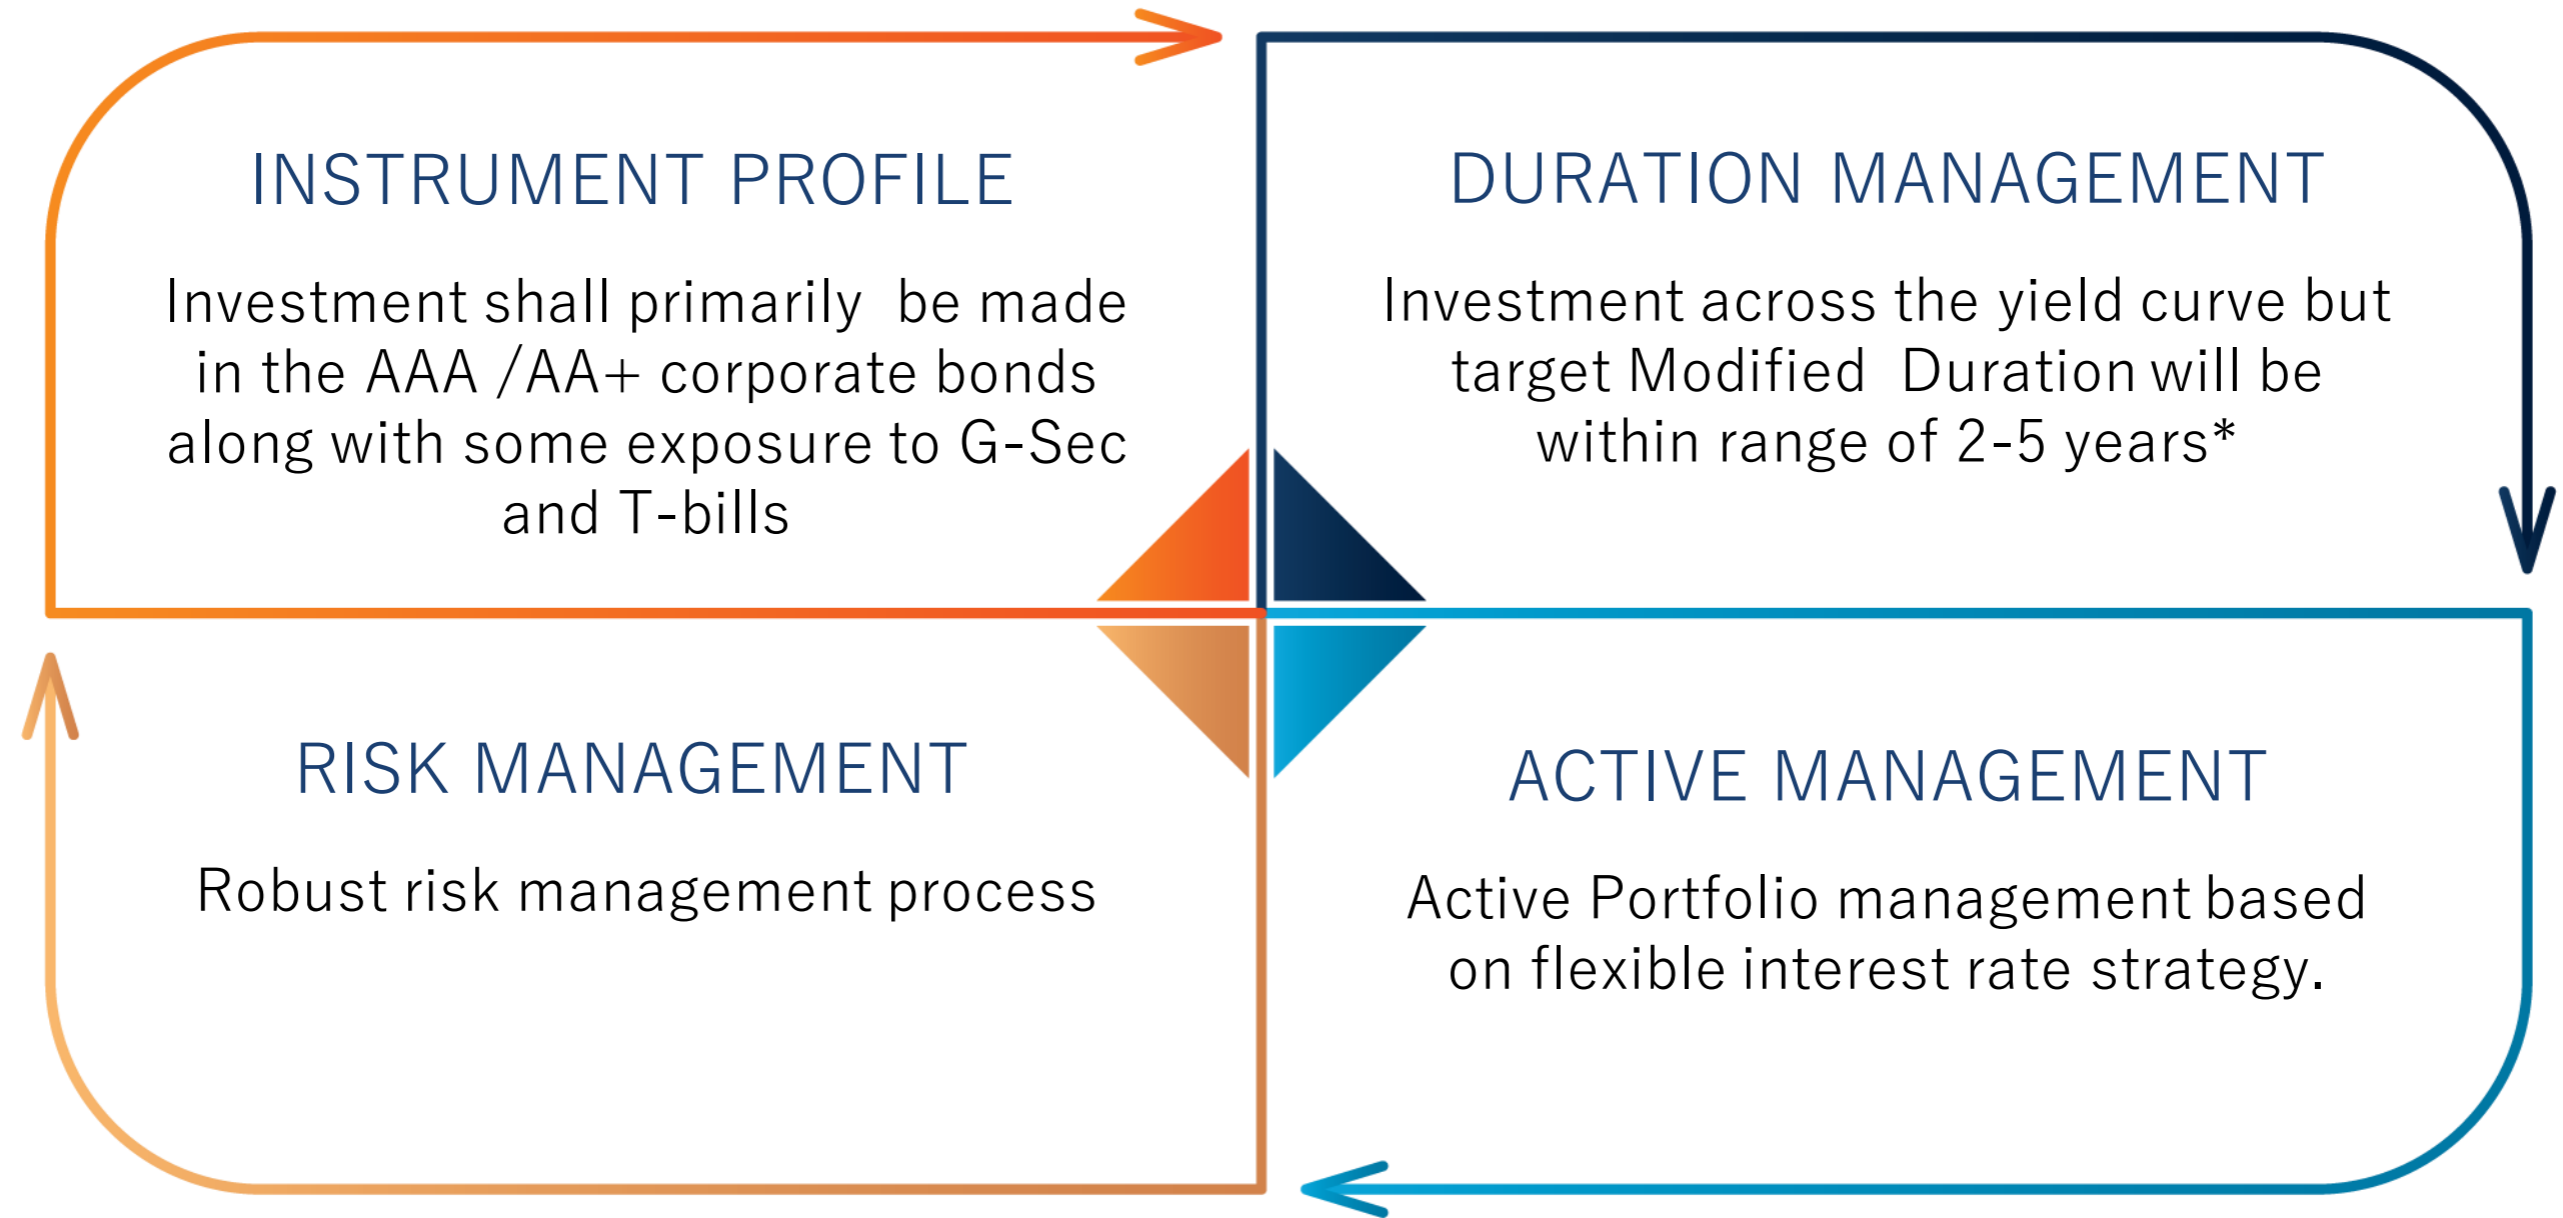 INSTRUMENT PROFILE
Investment shall primarily be made
in the AAA /AA+ corporate bonds
along with some exposure to G-Sec
and T-bills
DURATION MANAGEMENT
Investment across the yield curve but
target Modified Duration will be
within range of 2-5 years*
RISK MANAGEMENT
Robust risk management process
ACTIVE MANAGEMENT
Active Portfolio management based
on flexible interest rate strategy.